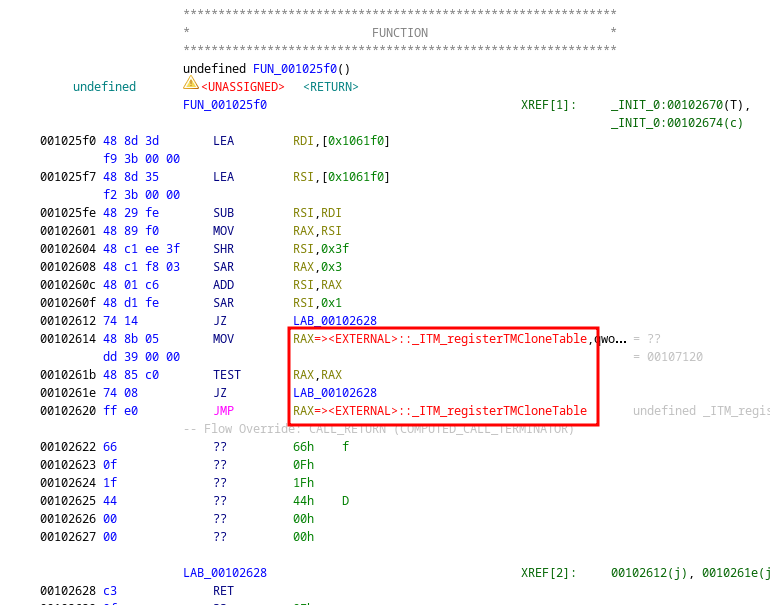 **************************************************************
* FUNCTION *
**************************************************************
undefined FUN_001025f0()
undefined <UNASSIGNED> <RETURN>
FUN_001025f0 XREF[1]: _INIT_0:00102670(T),
_INIT_0:00102674(c)
001025f0 48 8d 3d LEA RDI,[0x1061f0]
f9 3b 00 00
001025f7 48 8d 35 LEA RSI,[0x1061f0]
f2 3b 00 00
001025fe 48 29 fe SUB RSI,RDI
00102601 48 89 f0 MOV RAX,RSI
00102604 48 c1 ee 3f SHR RSI,0x3f
00102608 48 c1 f8 03 SAR RAX,0x3
0010260c 48 01 c6 ADD RSI,RAX
0010260f 48 d1 fe SAR RSI,0x1
00102612 74 14 JZ LAB_00102628
00102614 48 8b 05 MOV RAX=><EXTERNAL>::_ITM_registerTMCloneTable,qwo... = ??
dd 39 00 00 = 00107120
0010261b 48 85 c0 TEST RAX,RAX
0010261e 74 08 JZ LAB_00102628
00102620 ff e0 JMP RAX=><EXTERNAL>::_ITM_registerTMCloneTable undefined _ITM_regis
-- Flow Override: CALL_RETURN (COMPUTED_CALL_TERMINATOR)
00102622 66 ?? 66h f
00102623 0f ?? 0Fh
00102624 1f ?? 1Fh
00102625 44 ?? 44h D
00102626 00 ?? 00h
00102627 00 ?? 00h
LAB_00102628 XREF[2]: 00102612(j), 0010261e(j
00102628 c3 RET